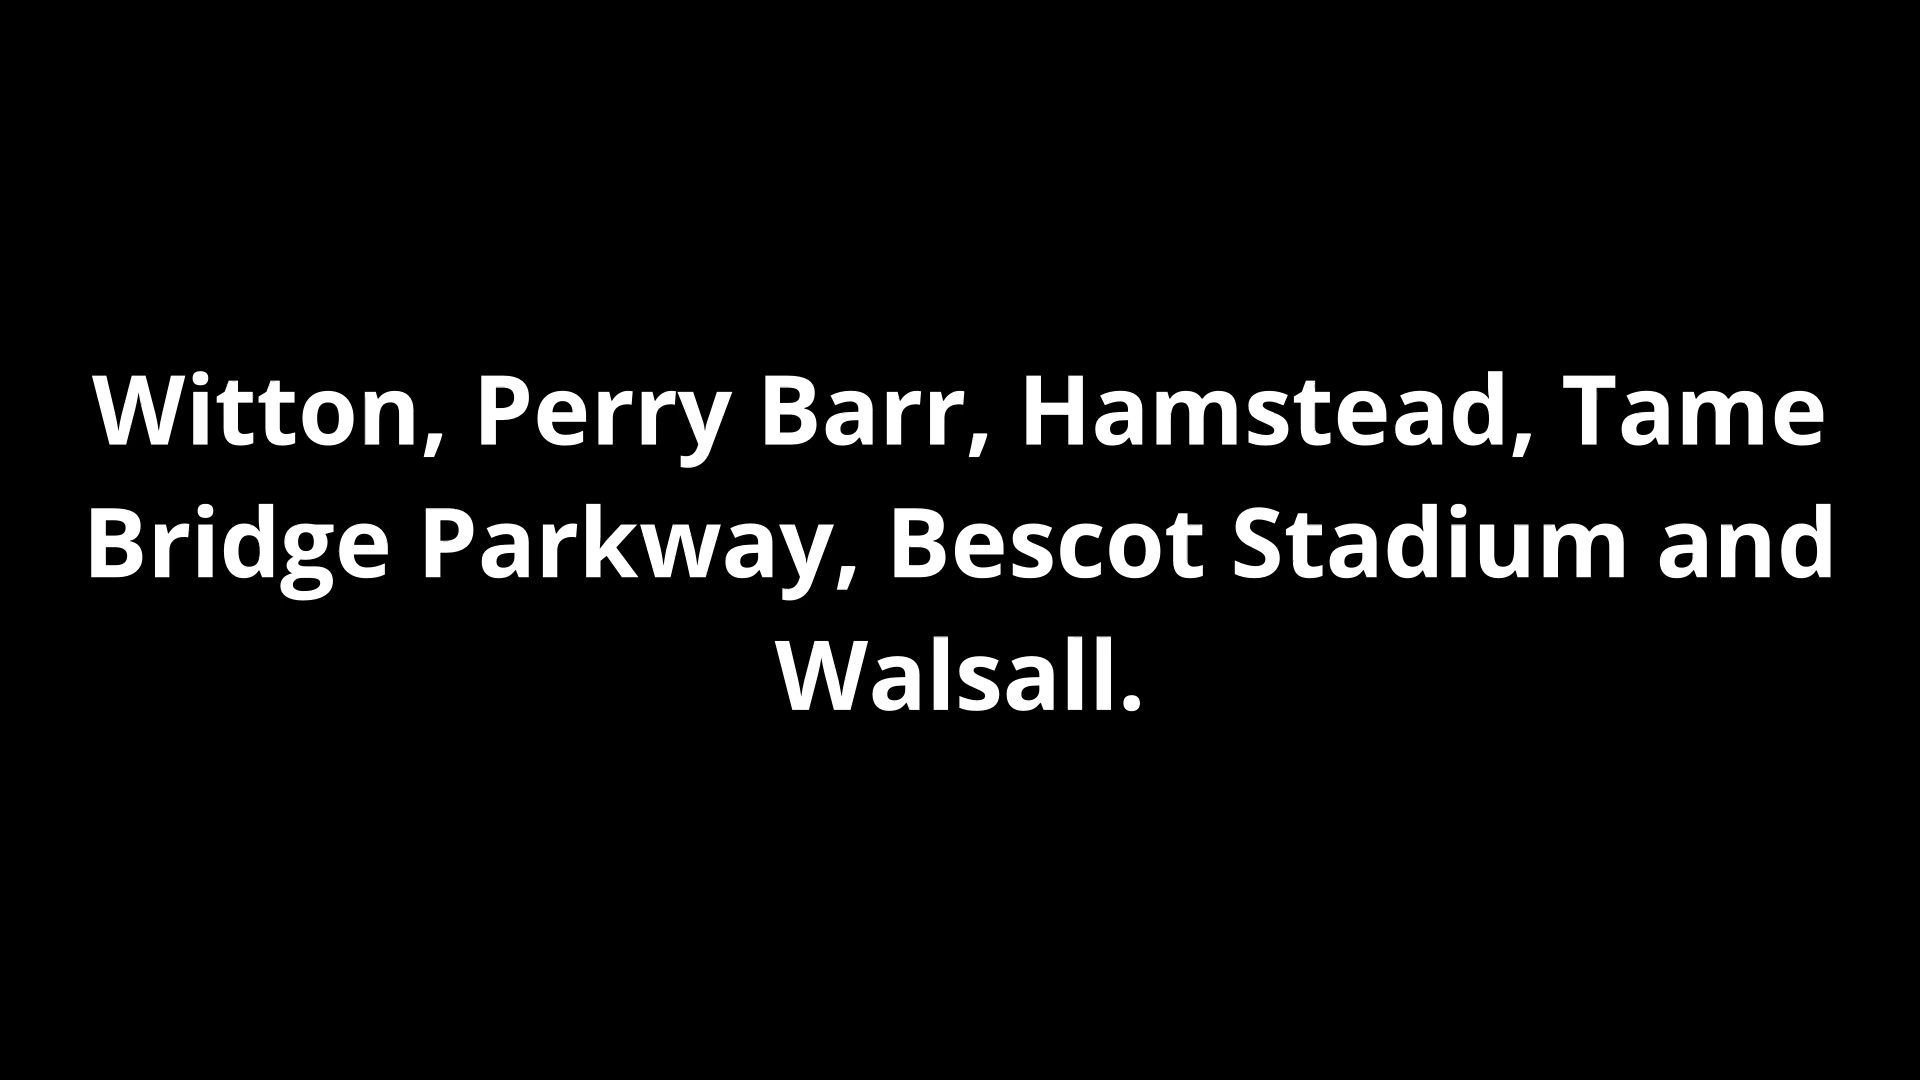 Witton, Perry Barr, Hamstead, Tame
Bridge Parkway, Bescot Stadium and
Walsall.